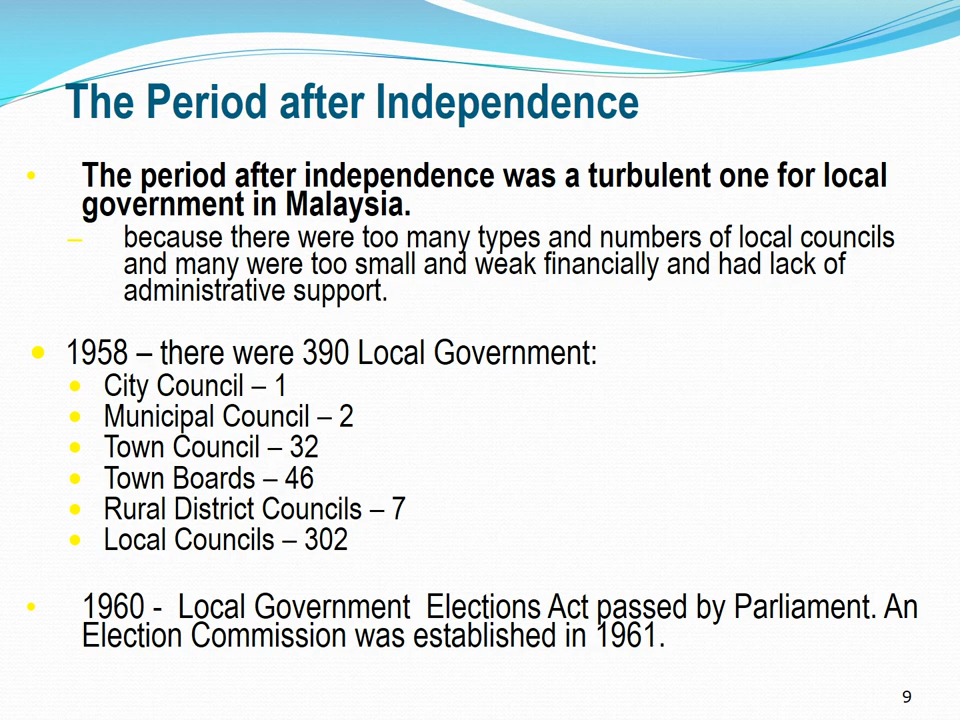 The Period after Independence
• The period after independence was a turbulent one for local
government in Malaysia.
– because there were too many types and numbers of local councils
and many were too small and weak financially and had lack of
administrative support.
• 1958 – there were 390 Local Government:
• City Council – 1
• Municipal Council – 2
• Town Council – 32
• Town Boards – 46
• Rural District Councils – 7
• Local Councils – 302
• 1960 - Local Government Elections Act passed by Parliament. An
Election Commission was established in 1961.
9